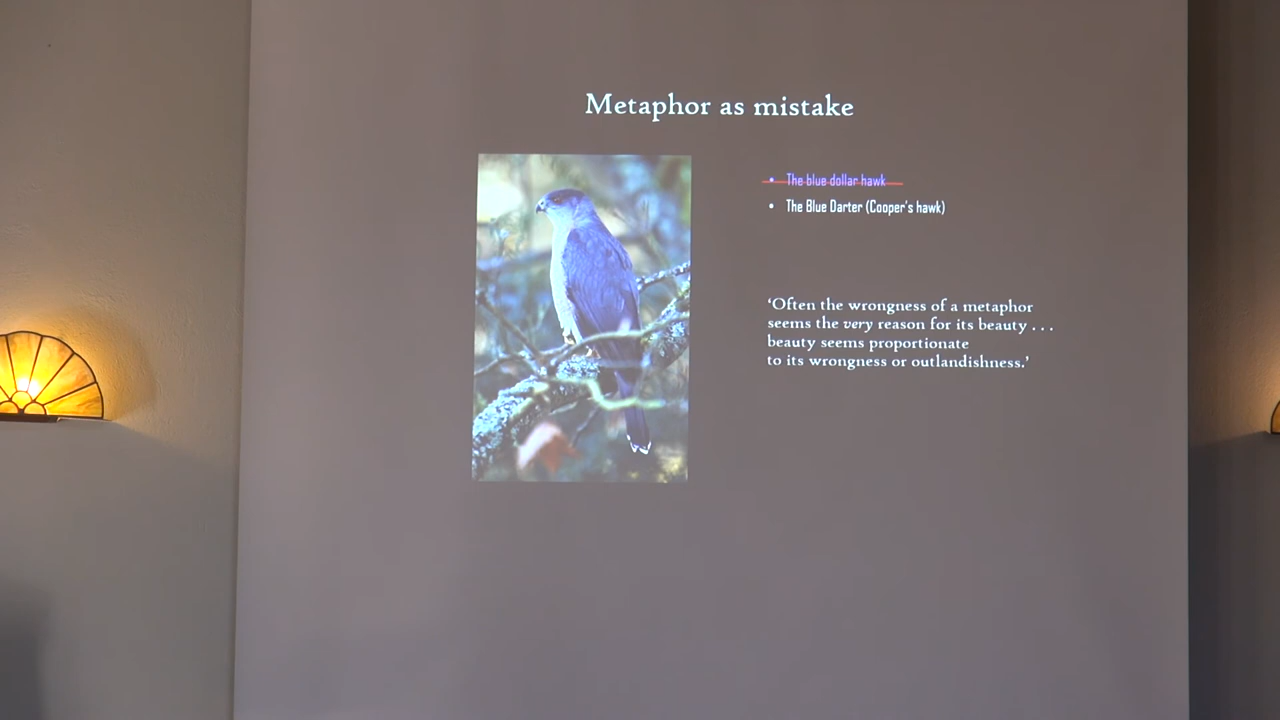 Metaphor as mistake
• The blue dollar hawk
• The Blue Darter (Cooper's hawk)
‘Often the wrongness of a metaphor
seems the very reason for its beauty . . .
beauty seems proportionate
to its wrongness or outlandishness.’